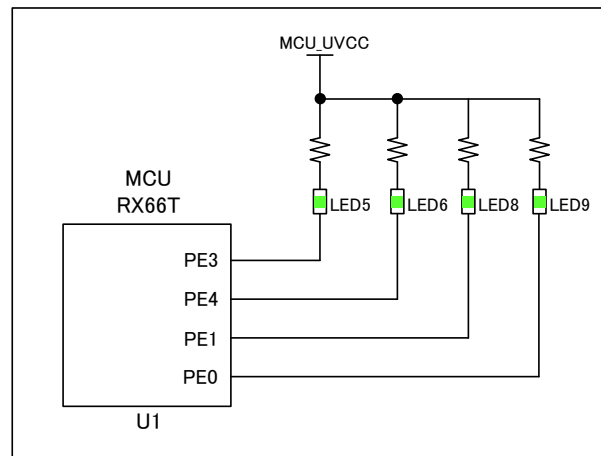 MCU_UVCC
MCU
RX66T
LED5
LED6
LED8
LED9
PE3
PE4
PE1
PE0
U1